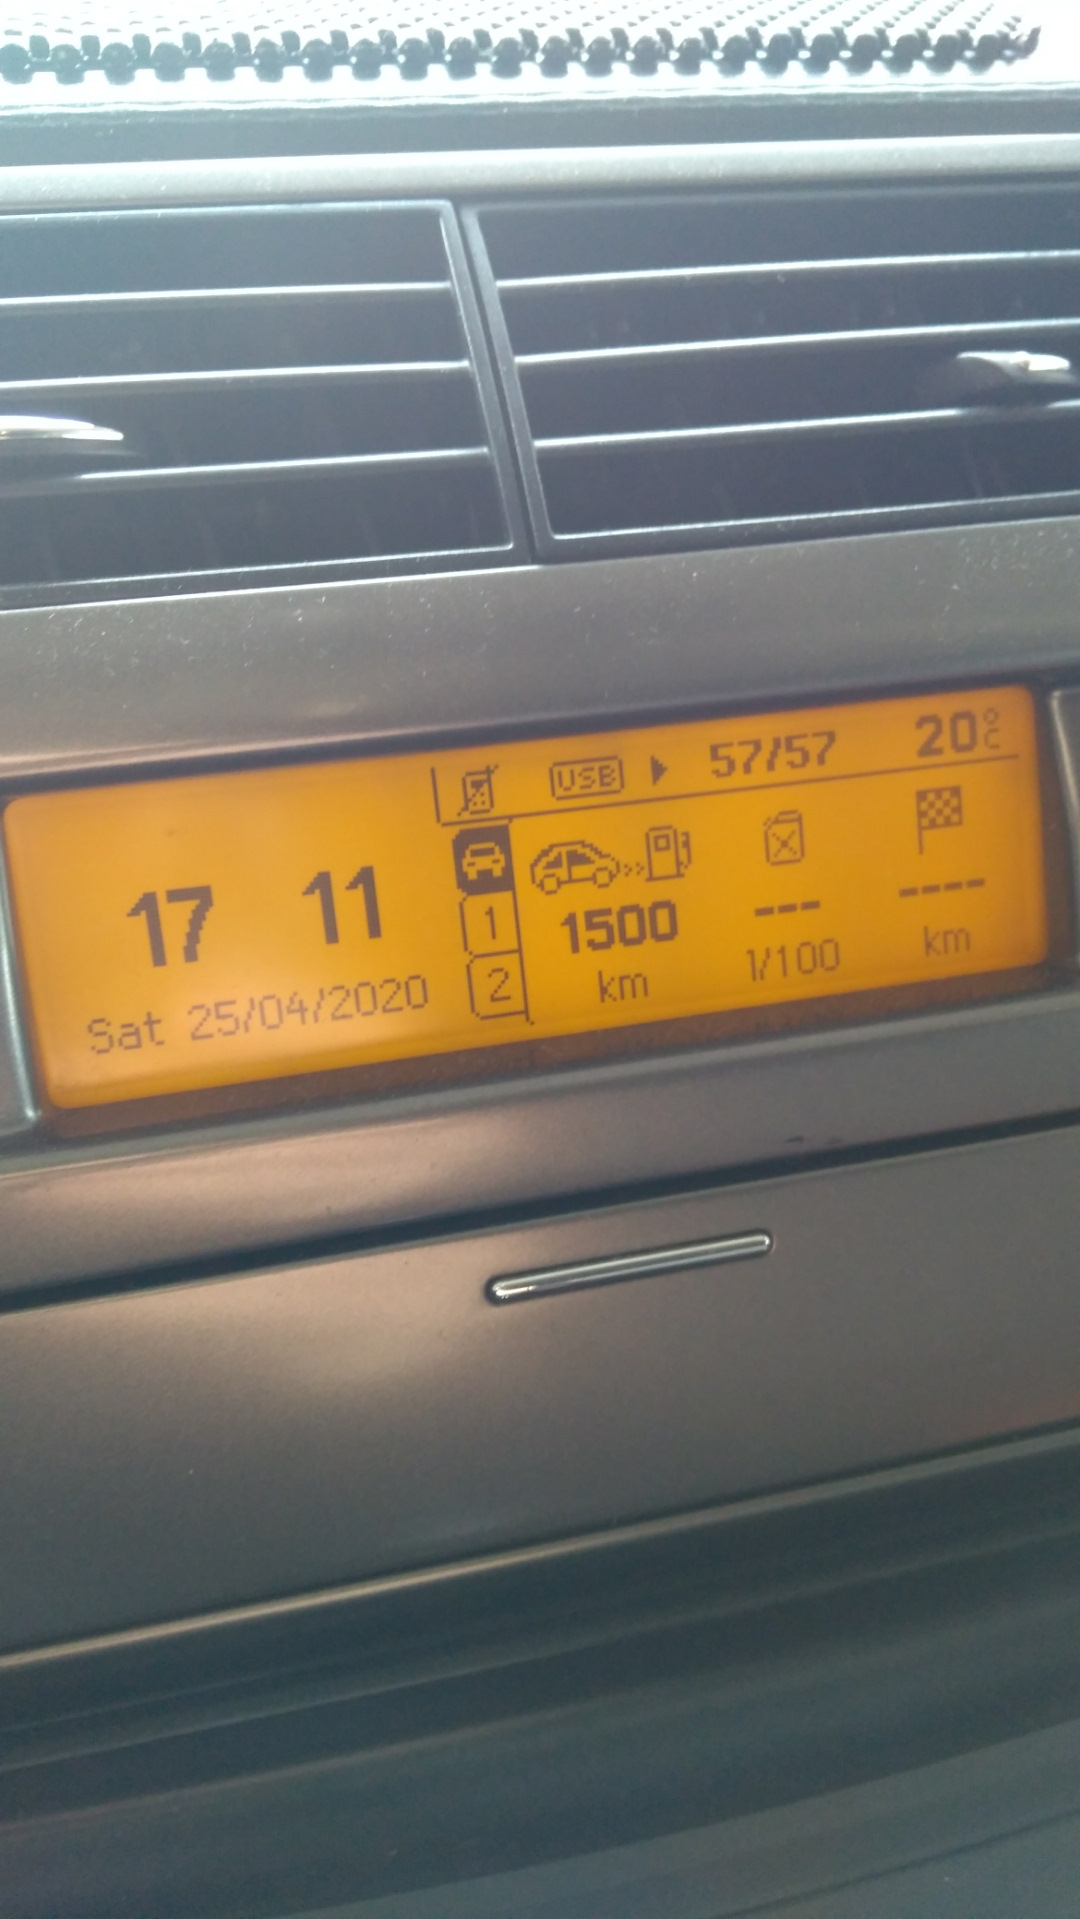 USB 57/57 20°C
17 11
Sat 25/04/2020
1
2
1500
km
---
l/100
----
km